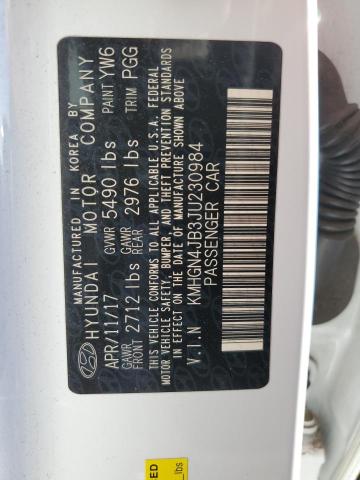 MANUFACTURED IN KOREA BY
HYUNDAI MOTOR COMPANY
APR/11/17 GVWR 5490 lbs PAINT YW6
GAWR FRONT 2712 lbs GAWR REAR 2976 lbs TRIM PGG
THIS VEHICLE CONFORMS TO ALL APPLICABLE U.S.A. FEDERAL
MOTOR VEHICLE SAFETY, BUMPER, AND THEFT PREVENTION STANDARDS
IN EFFECT ON THE DATE OF MANUFACTURE SHOWN ABOVE
V.I.N KMHGN4JB3JU230984
PASSENGER CAR
ED
lbs